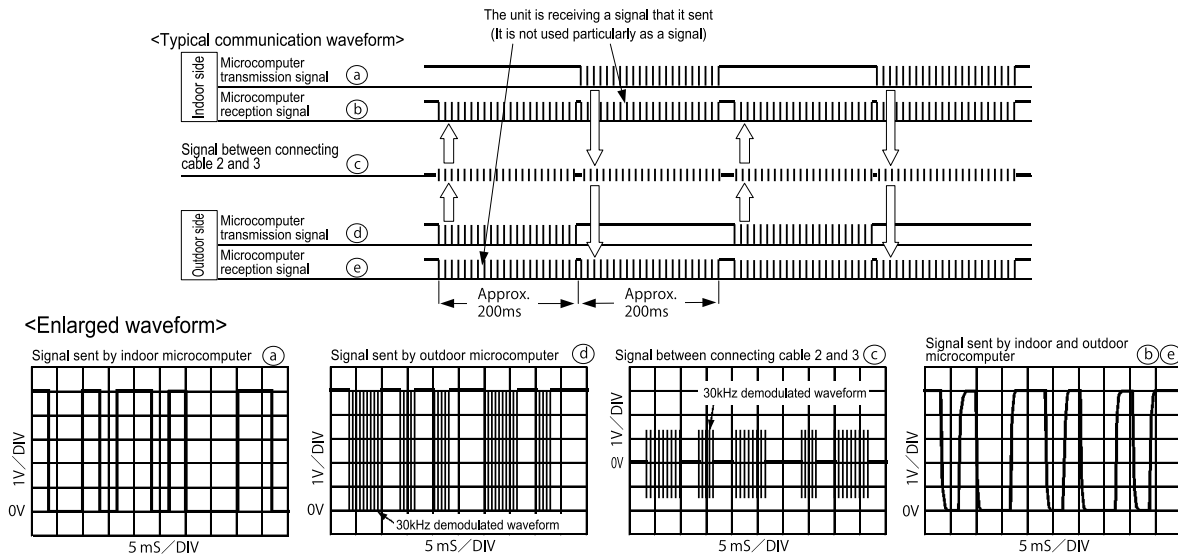 The unit is receiving a signal that it sent
(It is not used particularly as a signal)
<Typical communication waveform>
Indoor side
Microcomputer
transmission signal
ⓐ
Microcomputer
reception signal
ⓑ
Signal between connecting
cable 2 and 3
ⓒ
Outdoor side
Microcomputer
transmission signal
ⓓ
Microcomputer
reception signal
ⓔ
Approx.
200ms
Approx.
200ms
<Enlarged waveform>
Signal sent by indoor microcomputer ⓐ
1V/DIV
0V
5 mS/DIV
Signal sent by outdoor microcomputer ⓓ
1V/DIV
0V
30kHz demodulated waveform
5 mS/DIV
Signal between connecting cable 2 and 3 ⓒ
30kHz demodulated waveform
1V/DIV
0V
5 mS/DIV
Signal sent by indoor and outdoor
microcomputer ⓑ ⓔ
1V/DIV
0V
5 mS/DIV